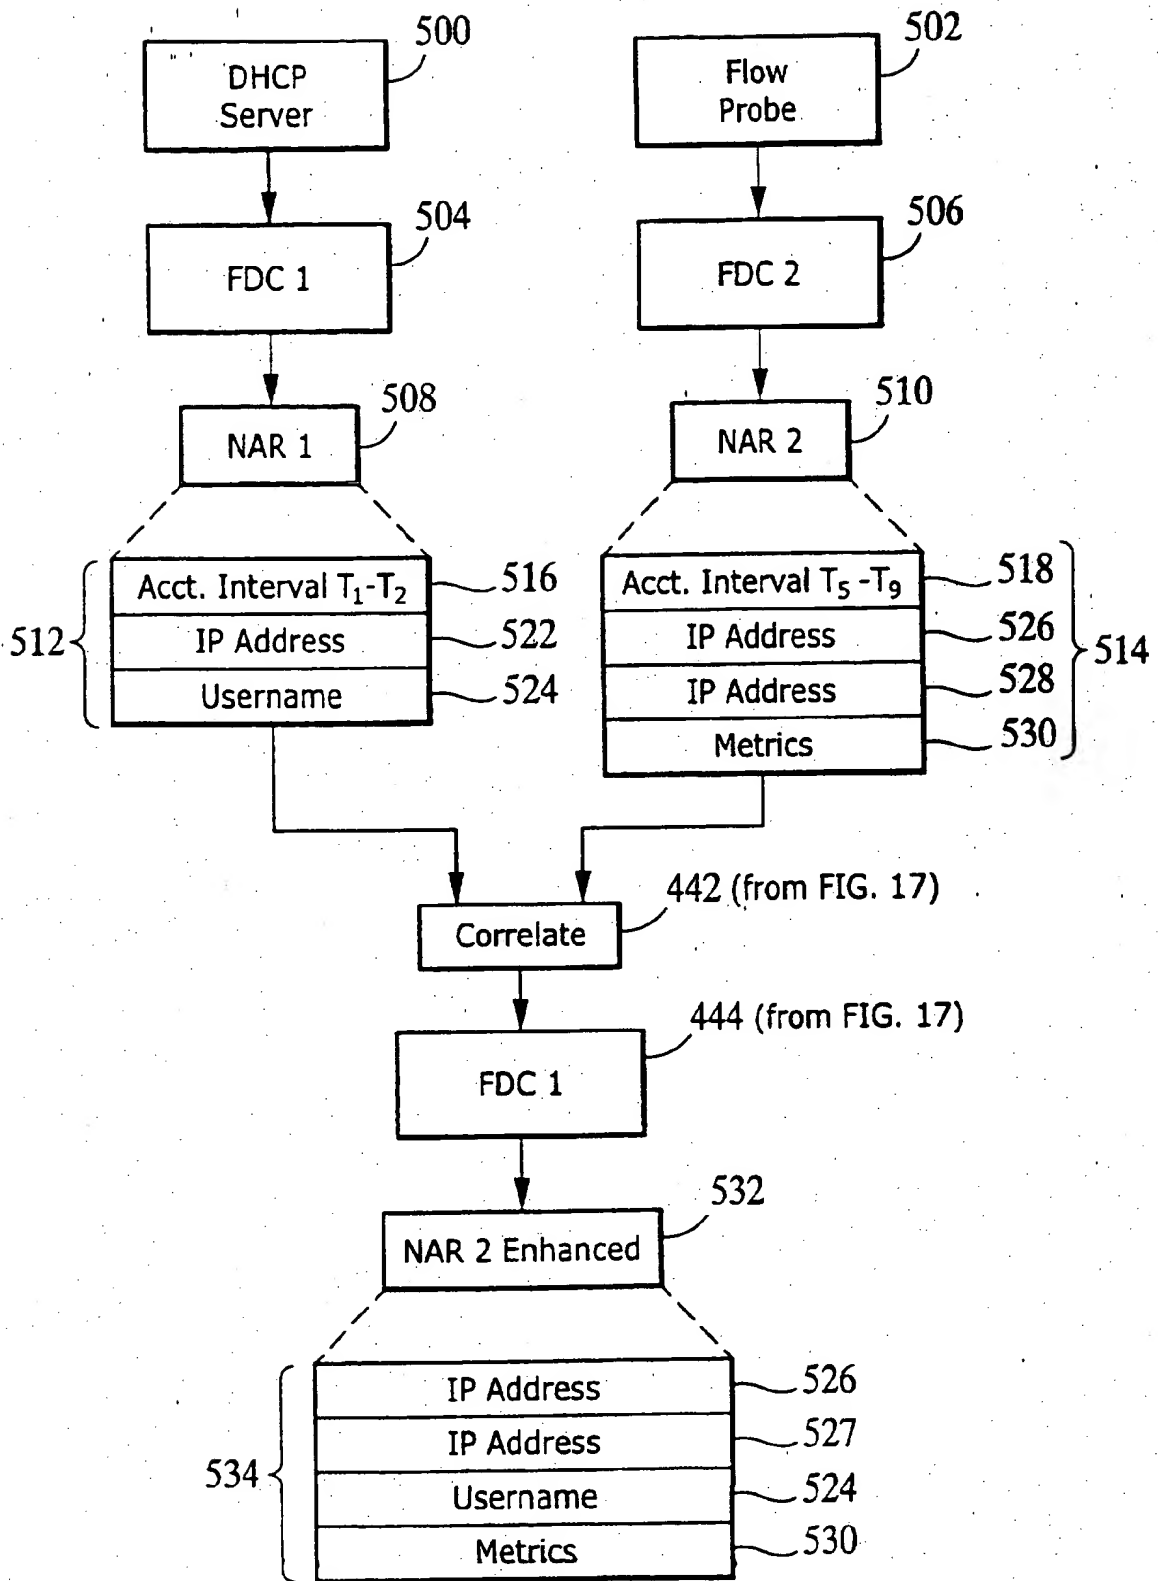 500
DHCP
Server
502
Flow
Probe
504
FDC 1
506
FDC 2
508
NAR 1
510
NAR 2
512
Acct. Interval T₁-T₂
516
IP Address
522
Username
524
Acct. Interval T₅-T₉
518
IP Address
526
IP Address
528
Metrics
530
514
442 (from FIG. 17)
Correlate
444 (from FIG. 17)
FDC 1
532
NAR 2 Enhanced
534
IP Address
526
IP Address
527
Username
524
Metrics
530